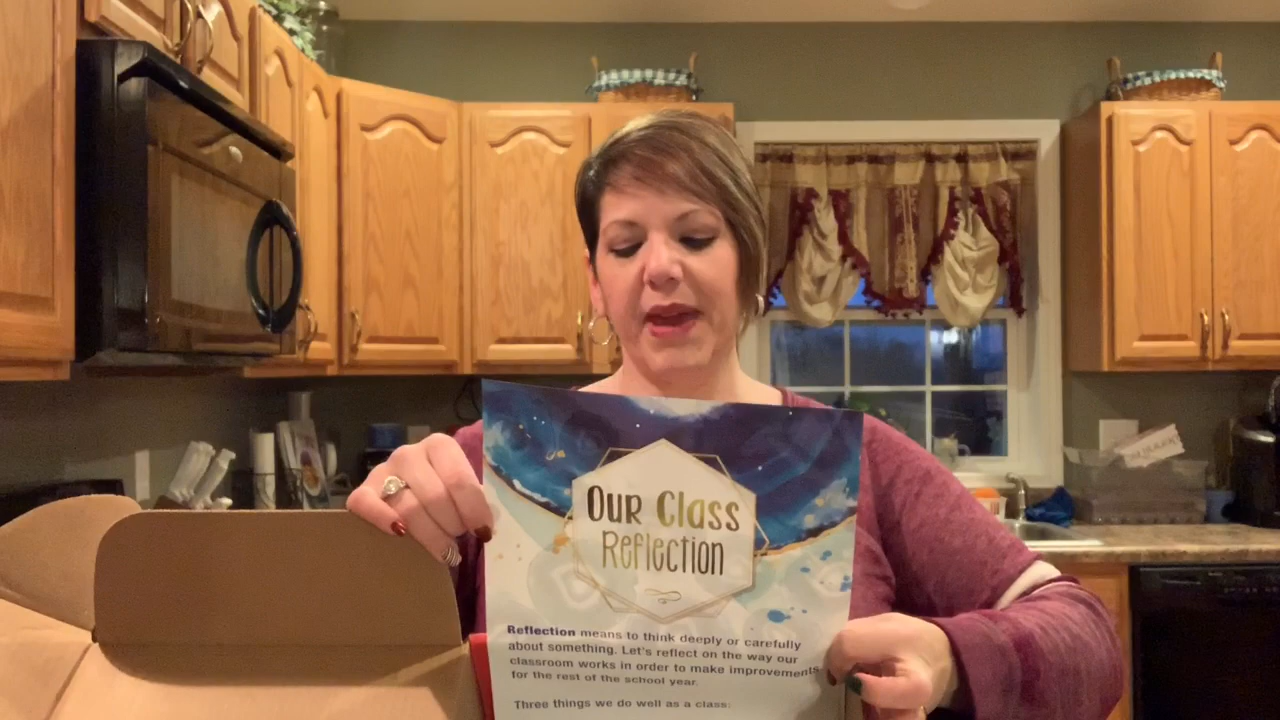 Our Class
Reflection
Reflection means to think deeply or carefully
about something. Let's reflect on the way our
classroom works in order to make improvements
for the rest of the school year.
Three things we do well as a class: